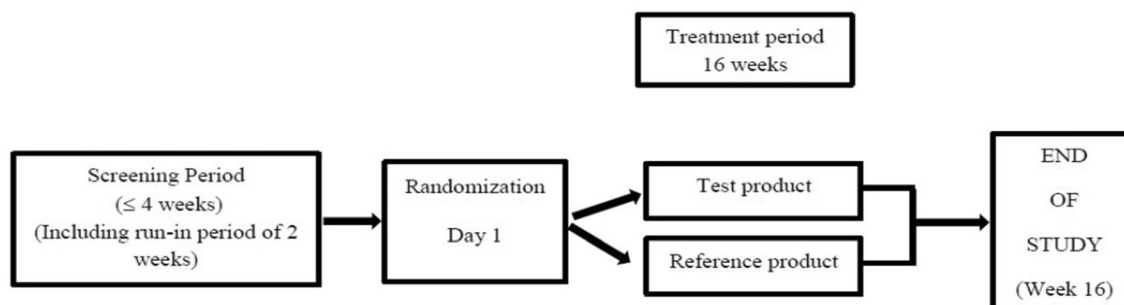 Treatment period
16 weeks
Screening Period
(≤ 4 weeks)
(Including run-in period of 2
weeks)
Randomization
Day 1
Test product
Reference product
END
OF
STUDY
(Week 16)